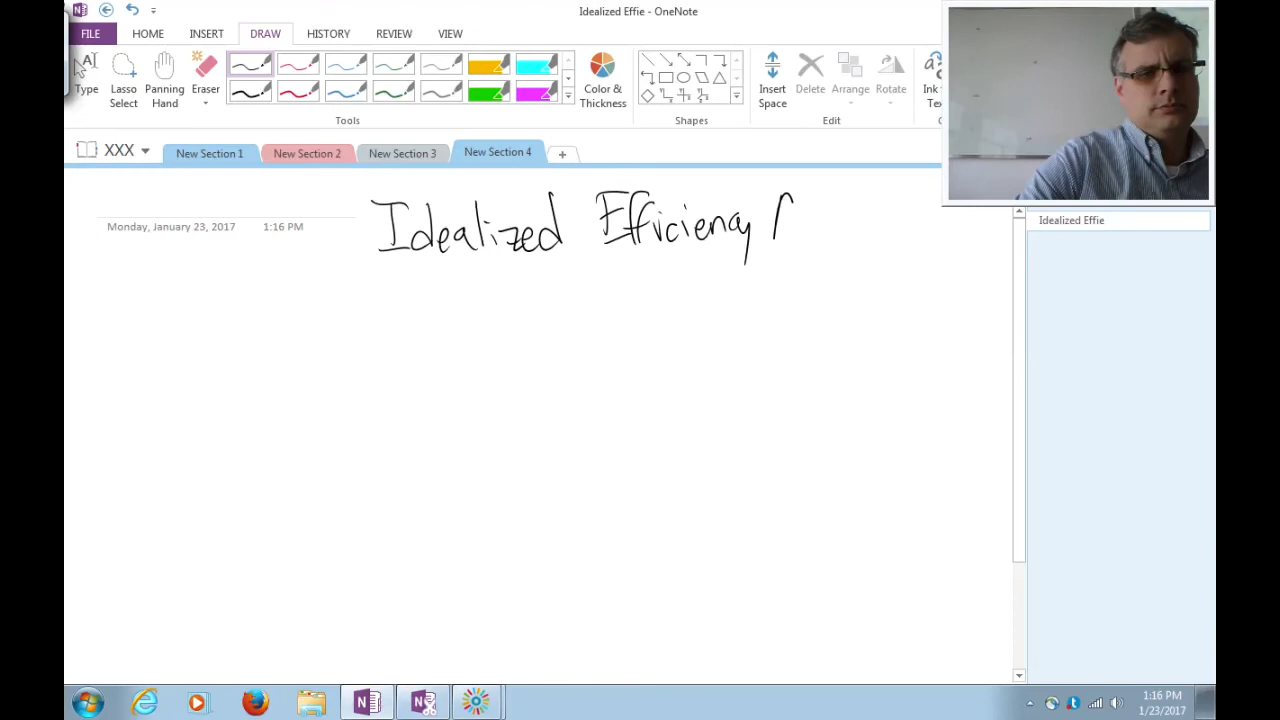 Idealized Effie - OneNote
FILE HOME INSERT DRAW HISTORY REVIEW VIEW
Type
Lasso Select
Panning Hand
Eraser
Color & Thickness
Insert Space
Delete
Arrange
Rotate
Ink to
Tools
Shapes
Edit
XXX
New Section 1
New Section 2
New Section 3
New Section 4
Idealized Effie
Idealized Efficiency
Monday, January 23, 2017 1:16 PM
1:16 PM
1/23/2017